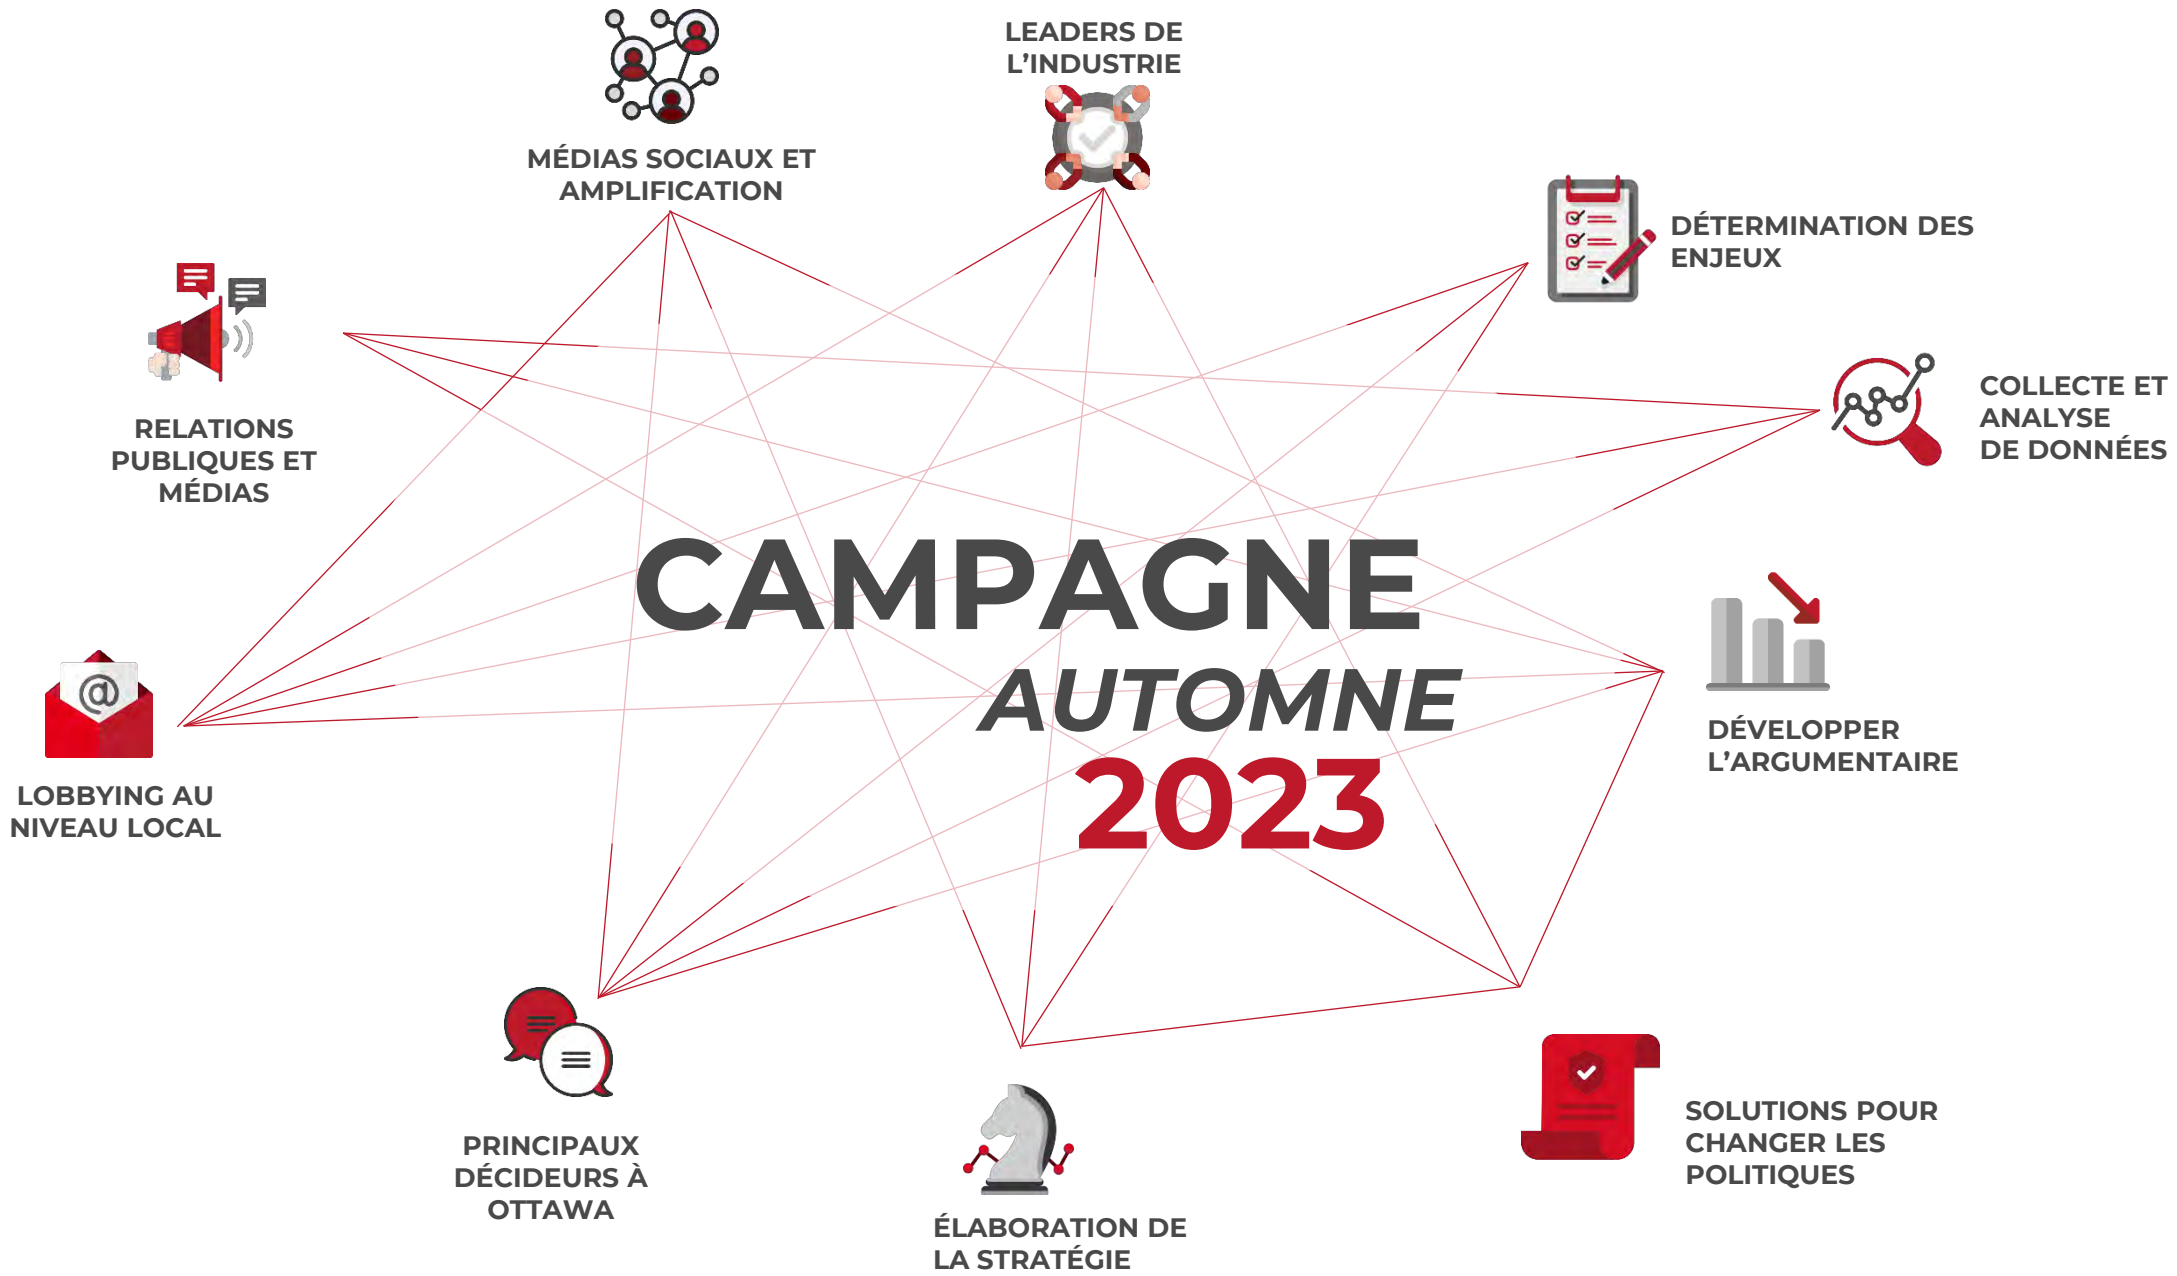 LEADERS DE
L’INDUSTRIE
MÉDIAS SOCIAUX ET
AMPLIFICATION
DÉTERMINATION DES
ENJEUX
COLLECTE ET
ANALYSE
DE DONNÉES
RELATIONS
PUBLIQUES ET
MÉDIAS
CAMPAGNE
AUTOMNE
2023
DÉVELOPPER
L’ARGUMENTAIRE
@
LOBBYING AU
NIVEAU LOCAL
SOLUTIONS POUR
CHANGER LES
POLITIQUES
PRINCIPAUX
DÉCIDEURS À
OTTAWA
ÉLABORATION DE
LA STRATÉGIE